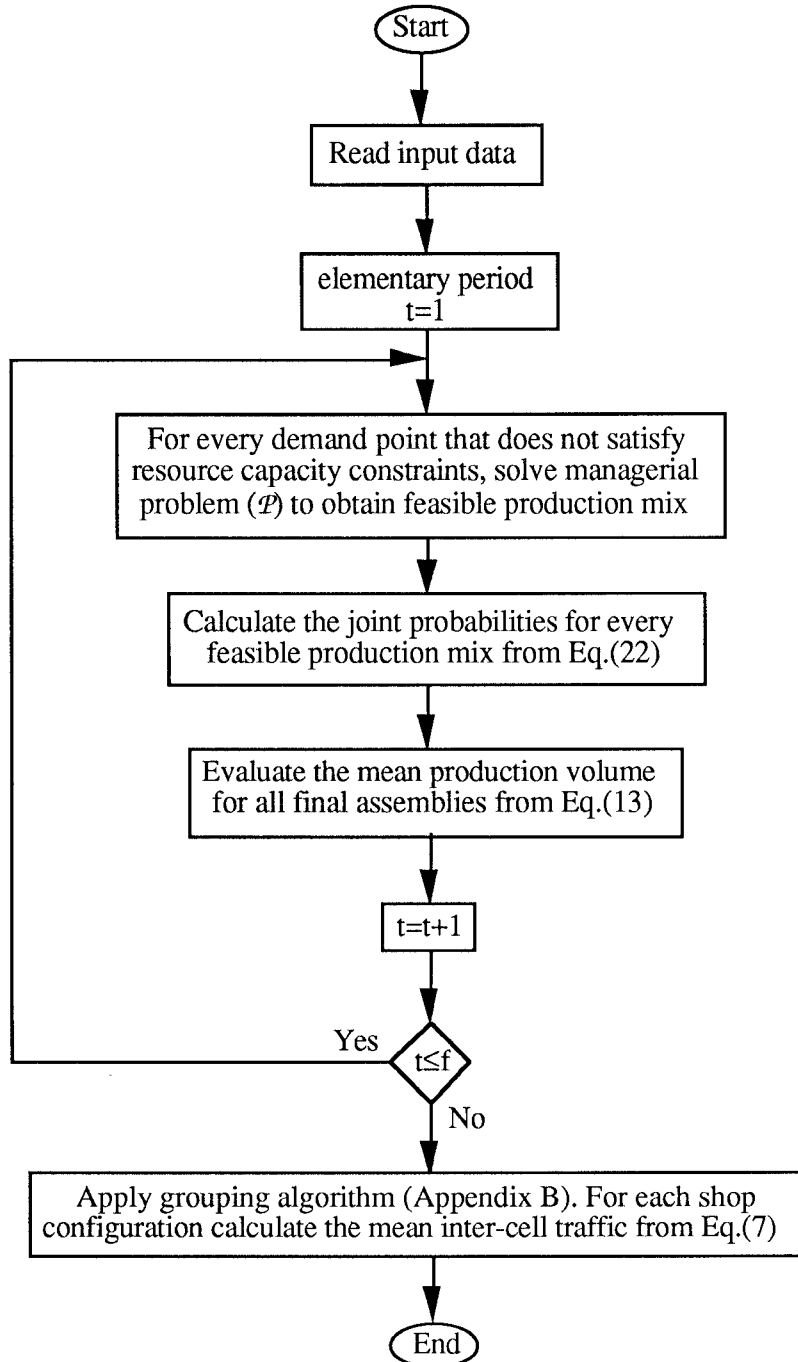 Start
Read input data
elementary period
t=1
For every demand point that does not satisfy
resource capacity constraints, solve managerial
problem (𝒫) to obtain feasible production mix
Calculate the joint probabilities for every
feasible production mix from Eq.(22)
Evaluate the mean production volume
for all final assemblies from Eq.(13)
t=t+1
Yes
t≤f
No
Apply grouping algorithm (Appendix B). For each shop
configuration calculate the mean inter-cell traffic from Eq.(7)
End